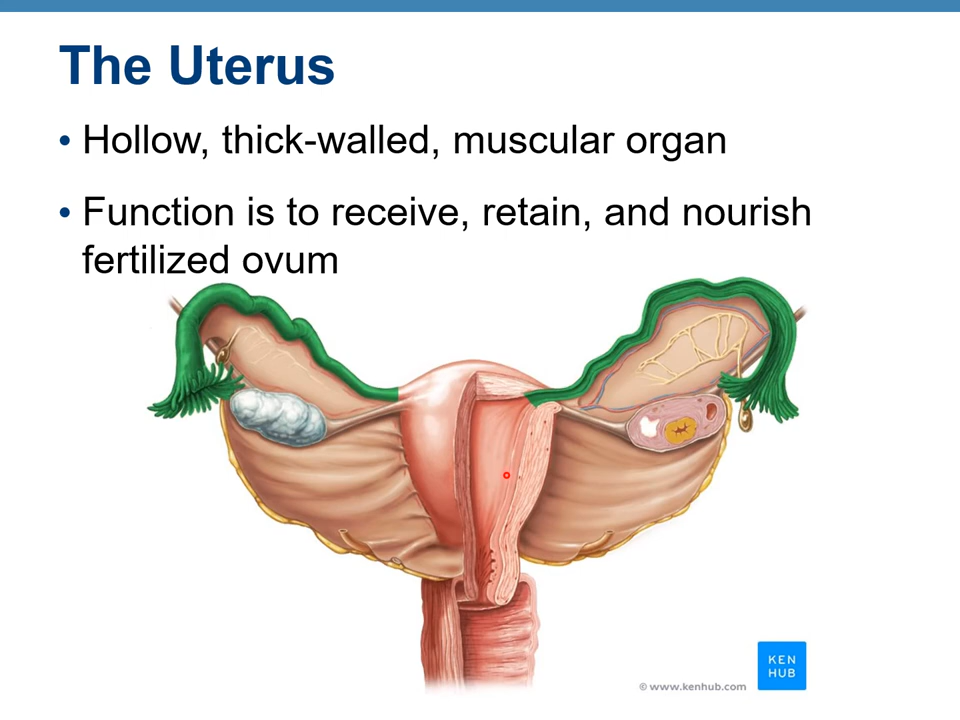 The Uterus
• Hollow, thick-walled, muscular organ
• Function is to receive, retain, and nourish
fertilized ovum
KEN
HUB
© www.kenhub.com